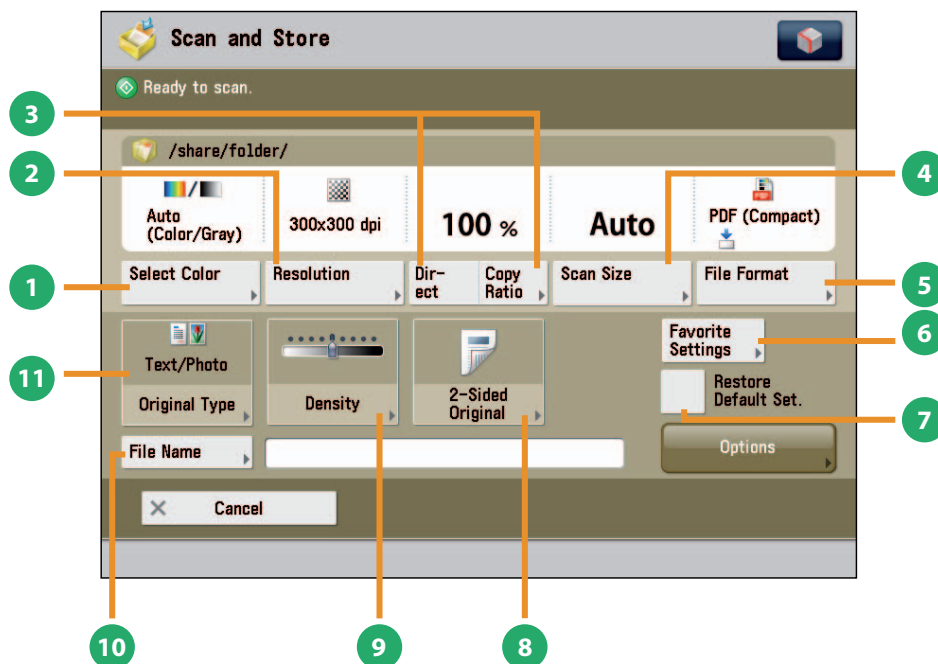 Scan and Store
Ready to scan.
3
/share/folder/
2
4
Auto
(Color/Gray)
300x300 dpi
100 %
Auto
PDF (Compact)
Select Color
Resolution
Dir-
ect
Copy
Ratio
Scan Size
File Format
1
5
Text/Photo
Original Type
Density
2-Sided
Original
Favorite
Settings
6
11
Restore
Default Set.
7
File Name
Options
Cancel
10
9
8